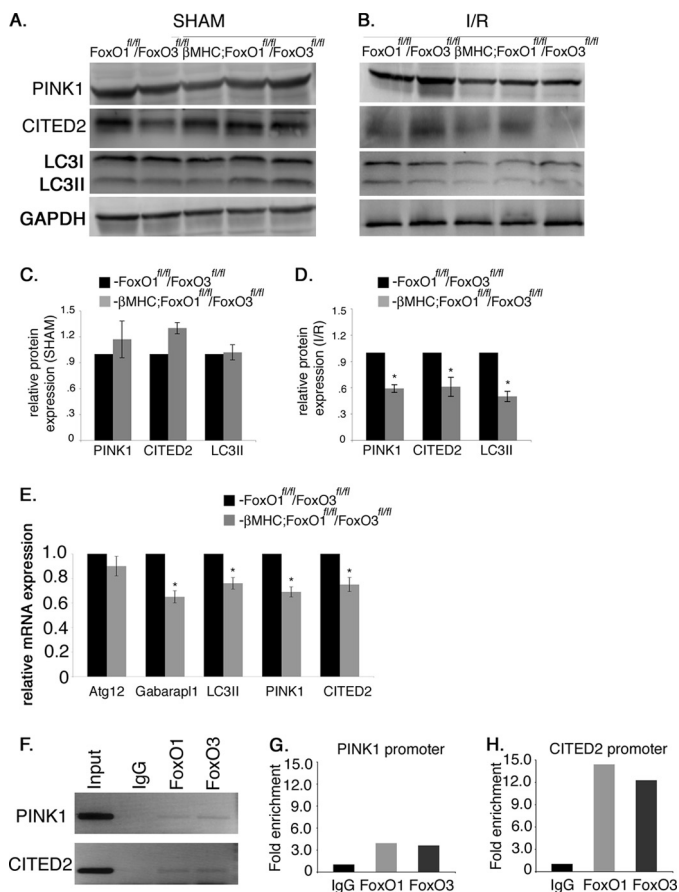 A. SHAM
FoxO1fl/fl/FoxO3fl/fl βMHC;FoxO1fl/fl/FoxO3fl/fl
PINK1
CITED2
LC3I
LC3II
GAPDH
B. I/R
FoxO1fl/fl/FoxO3fl/fl βMHC;FoxO1fl/fl/FoxO3fl/fl
C.
-FoxO1fl/fl/FoxO3fl/fl
-βMHC;FoxO1fl/fl/FoxO3fl/fl
relative protein
expression (SHAM)
1.5
1.2
.9
.6
.3
0
PINK1 CITED2 LC3II
D.
-FoxO1fl/fl/FoxO3fl/fl
-βMHC;FoxO1fl/fl/FoxO3fl/fl
relative protein
expression (I/R)
1.5
1.2
.9
.6
.3
0
* * *
PINK1 CITED2 LC3II
E.
-FoxO1fl/fl/FoxO3fl/fl
-βMHC;FoxO1fl/fl/FoxO3fl/fl
relative mRNA expression
1.0
0.8
0.6
0.4
0.2
0
* * * *
Atg12 Gabarapl1 LC3II PINK1 CITED2
F.
Input IgG FoxO1 FoxO3
PINK1
CITED2
G. PINK1 promoter
Fold enrichment
15.0
12.0
9.0
6.0
3.0
0.0
IgG FoxO1 FoxO3
H. CITED2 promoter
Fold enrichment
15.0
12.0
9.0
6.0
3.0
0.0
IgG FoxO1 FoxO3